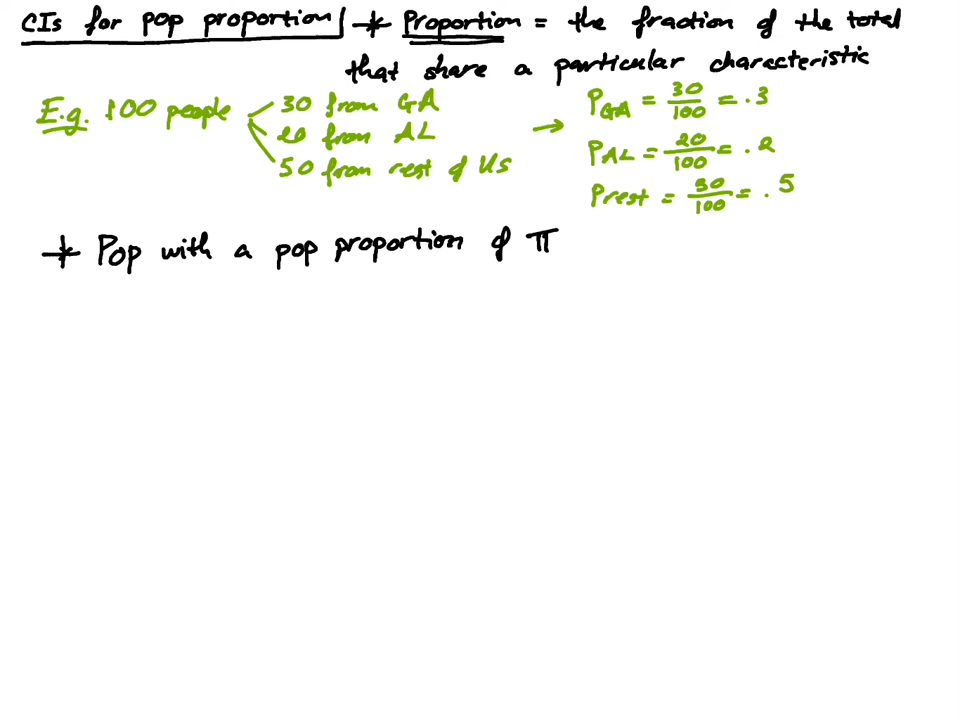 CIs for pop proportion * Proportion = the fraction of the total
that share a particular characteristic
E.g. 100 people
30 from GA
20 from AL
50 from rest of US
→ PGA = 30/100 = .3
PAL = 20/100 = .2
Prest = 30/100 = .5
* Pop with a pop proportion of π